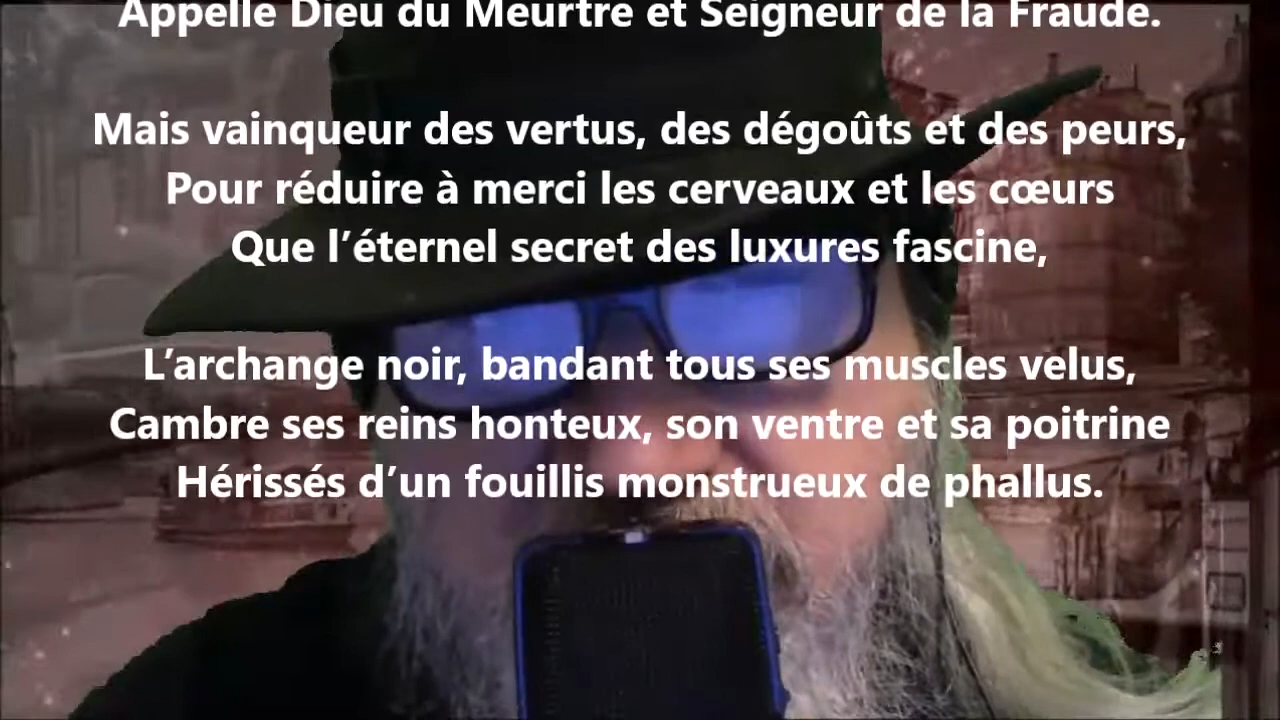 Appelle Dieu du Meurtre et Seigneur de la Fraude.
Mais vainqueur des vertus, des dégoûts et des peurs,
Pour réduire à merci les cerveaux et les cœurs
Que l’éternel secret des luxures fascine,
L’archange noir, bandant tous ses muscles velus,
Cambre ses reins honteux, son ventre et sa poitrine
Hérissés d’un fouillis monstrueux de phallus.